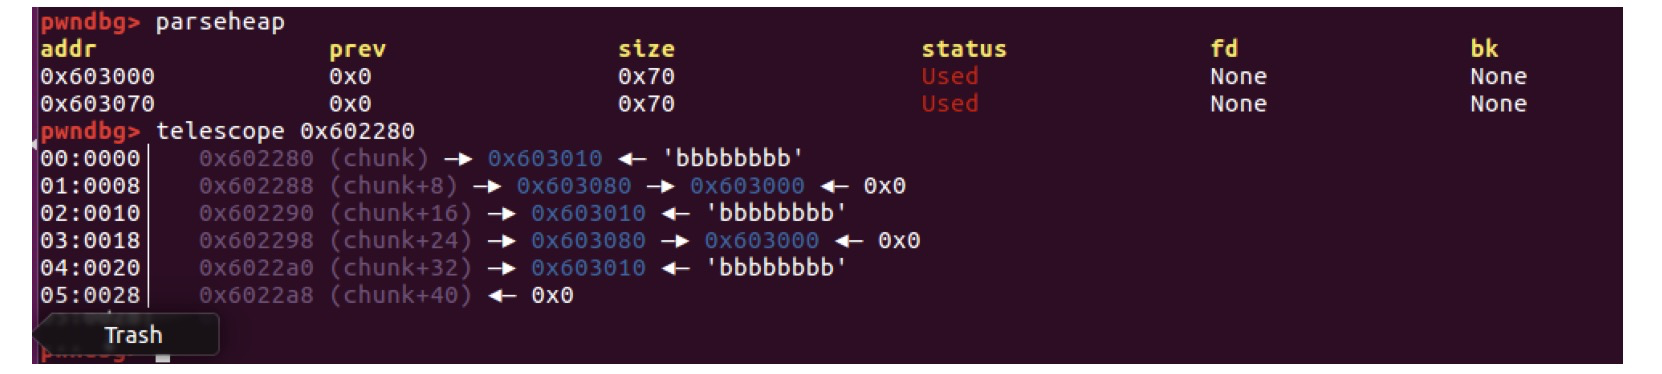 pwndbg> parseheap
addr prev size status fd bk
0x603000 0x0 0x70 Used None None
0x603070 0x0 0x70 Used None None
pwndbg> telescope 0x602280
00:0000│ 0x602280 (chunk) —▸ 0x603010 ◂— 'bbbbbbbb'
01:0008│ 0x602288 (chunk+8) —▸ 0x603080 —▸ 0x603000 ◂— 0x0
02:0010│ 0x602290 (chunk+16) —▸ 0x603010 ◂— 'bbbbbbbb'
03:0018│ 0x602298 (chunk+24) —▸ 0x603080 —▸ 0x603000 ◂— 0x0
04:0020│ 0x6022a0 (chunk+32) —▸ 0x603010 ◂— 'bbbbbbbb'
05:0028│ 0x6022a8 (chunk+40) ◂— 0x0
Trash